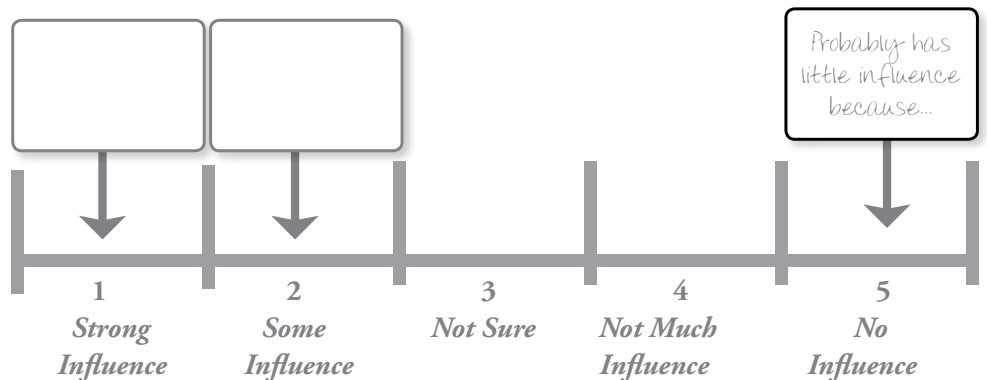 Probably has
little influence
because...
1 2 3 4 5
Strong Some Not Sure Not Much No
Influence Influence Influence Influence